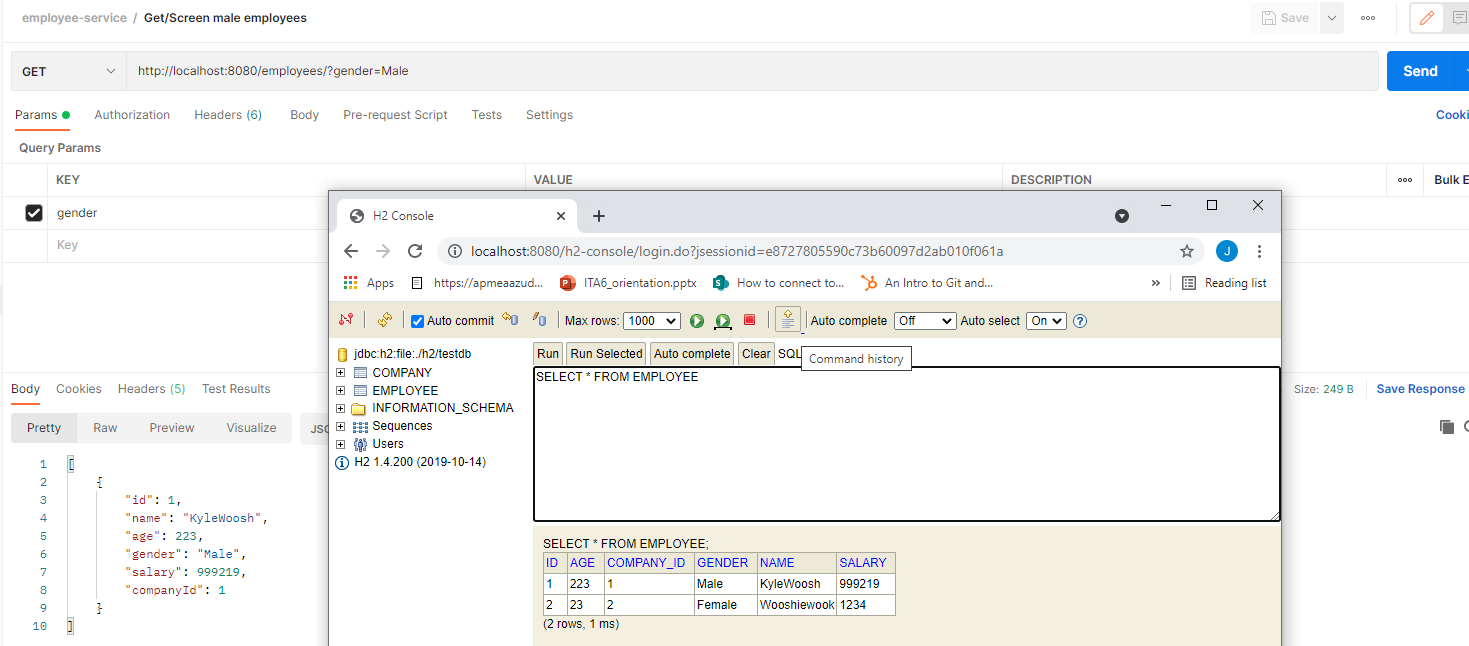 employee-service / Get/Screen male employees
Save
GET
http://localhost:8080/employees/?gender=Male
Send
Params
Authorization
Headers (6)
Body
Pre-request Script
Tests
Settings
Cooki
Query Params
KEY
VALUE
DESCRIPTION
Bulk E
gender
Key
H2 Console
localhost:8080/h2-console/login.do?jsessionid=e8727805590c73b60097d2ab010f061a
J
Apps
https://apmeaazud...
ITA6_orientation.pptx
How to connect to...
An Intro to Git and...
»
Reading list
Auto commit
Max rows: 1000
Auto complete Off
Auto select On
?
jdbc:h2:file:./h2/testdb
COMPANY
EMPLOYEE
INFORMATION_SCHEMA
Sequences
Users
H2 1.4.200 (2019-10-14)
Run
Run Selected
Auto complete
Clear
SQL
Command history
SELECT * FROM EMPLOYEE
SELECT * FROM EMPLOYEE;
ID AGE COMPANY_ID GENDER NAME SALARY
1 223 1 Male KyleWoosh 999219
2 23 2 Female Wooshiewook 1234
(2 rows, 1 ms)
Body
Cookies
Headers (5)
Test Results
Size: 249 B
Save Response
Pretty
Raw
Preview
Visualize
JSO
1 [
2 {
3 "id": 1,
4 "name": "KyleWoosh",
5 "age": 223,
6 "gender": "Male",
7 "salary": 999219,
8 "companyId": 1
9 }
10 ]